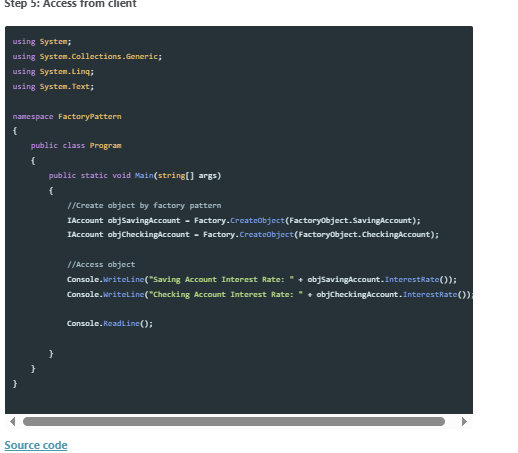 Step 5: Access from client
using System;
using System.Collections.Generic;
using System.Linq;
using System.Text;
namespace FactoryPattern
{
public class Program
{
public static void Main(string[] args)
{
//Create object by factory pattern
IAccount objSavingAccount = Factory.CreateObject(FactoryObject.SavingAccount);
IAccount objCheckingAccount = Factory.CreateObject(FactoryObject.CheckingAccount);
//Access object
Console.WriteLine("Saving Account Interest Rate: " + objSavingAccount.InterestRate());
Console.WriteLine("Checking Account Interest Rate: " + objCheckingAccount.InterestRate());
Console.ReadLine();
}
}
}
Source code